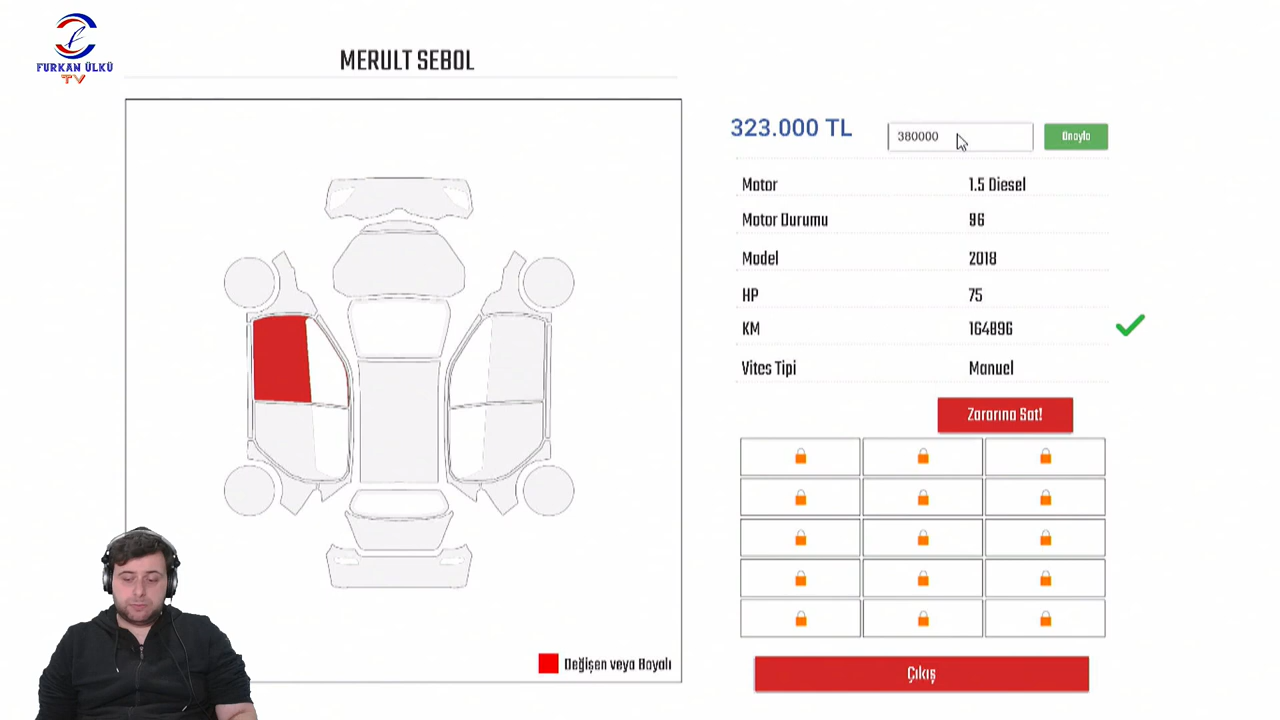 FURKAN ÜLKÜ
TV
MERULT SEBOL
323.000 TL
380000
Onayla
Motor 1.5 Diesel
Motor Durumu 96
Model 2018
HP 75
KM 164896
Vites Tipi Manuel
Zararına Sat!
Değişen veya Boyalı
Çıkış